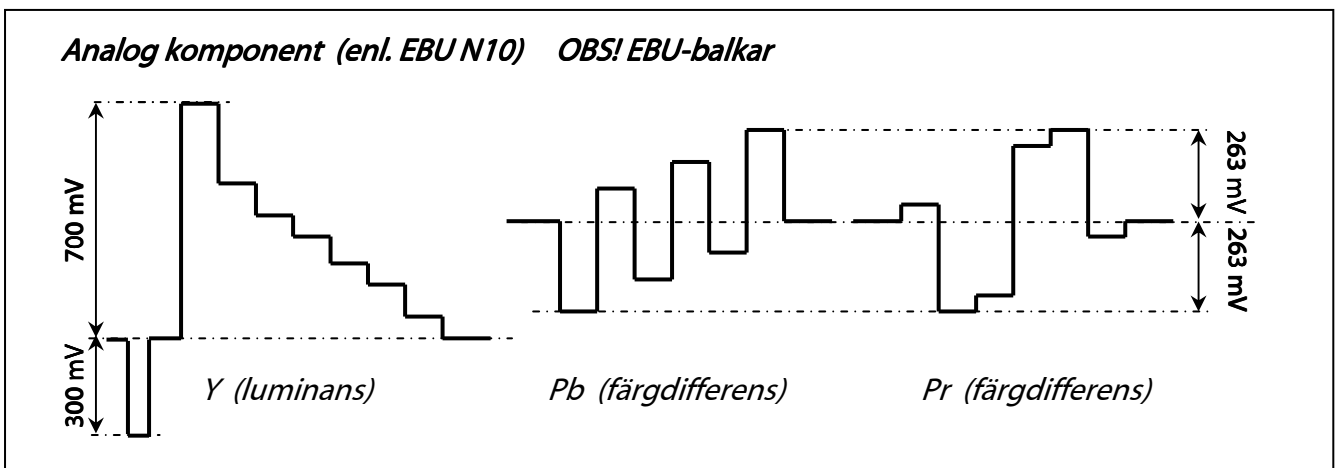 Analog komponent (enl. EBU N10) OBS! EBU-balkar
700 mV
300 mV
263 mV
263 mV
Y (luminans)
Pb (färgdifferens)
Pr (färgdifferens)